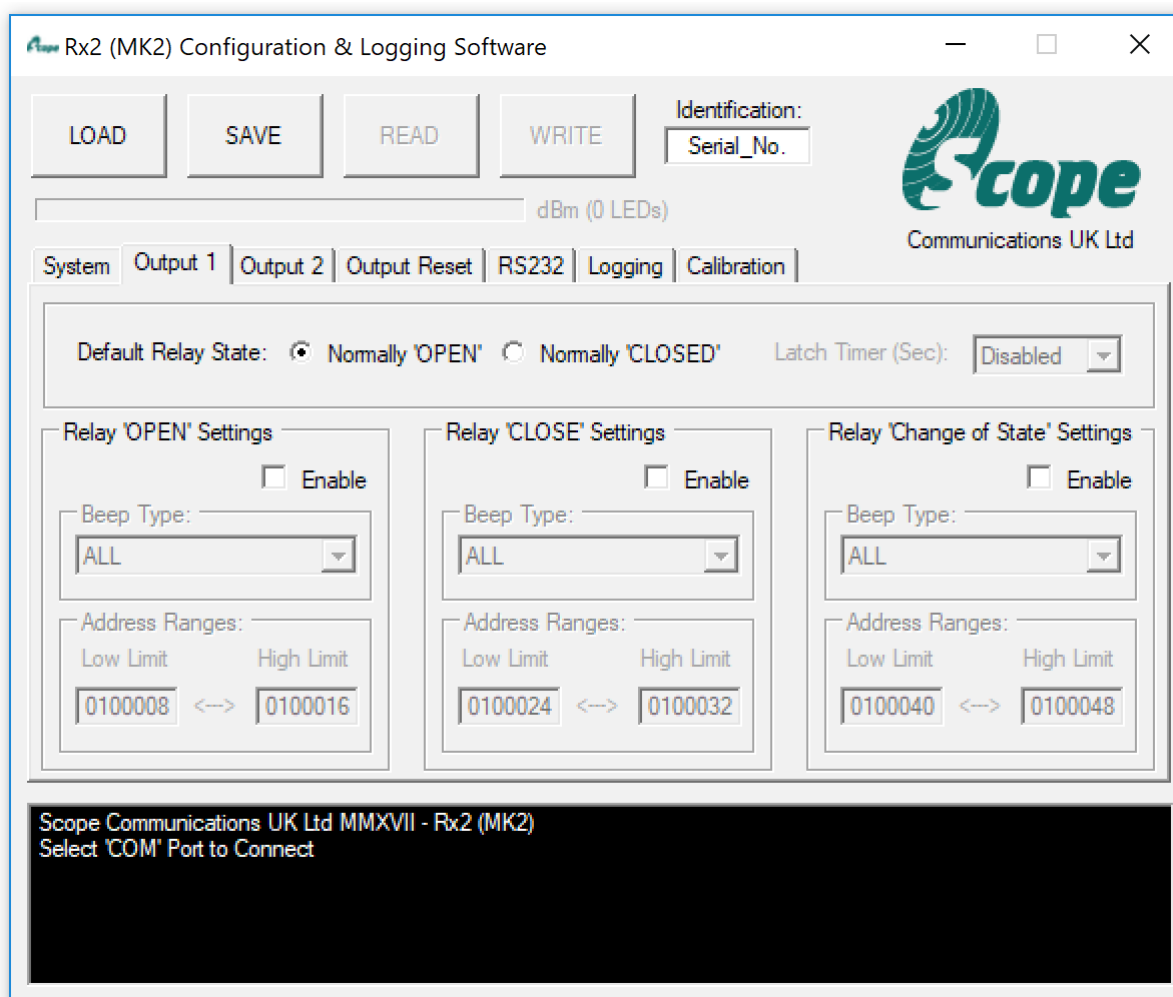 Scope Rx2 (MK2) Configuration & Logging Software
LOAD SAVE READ WRITE
Identification:
Serial_No.
dBm (0 LEDs)
Scope
Communications UK Ltd
System Output 1 Output 2 Output Reset RS232 Logging Calibration
Default Relay State: Normally 'OPEN' Normally 'CLOSED' Latch Timer (Sec): Disabled
Relay 'OPEN' Settings
Enable
Beep Type:
ALL
Address Ranges:
Low Limit High Limit
0100008 <---> 0100016
Relay 'CLOSE' Settings
Enable
Beep Type:
ALL
Address Ranges:
Low Limit High Limit
0100024 <---> 0100032
Relay 'Change of State' Settings
Enable
Beep Type:
ALL
Address Ranges:
Low Limit High Limit
0100040 <---> 0100048
Scope Communications UK Ltd MMXVII - Rx2 (MK2)
Select 'COM' Port to Connect